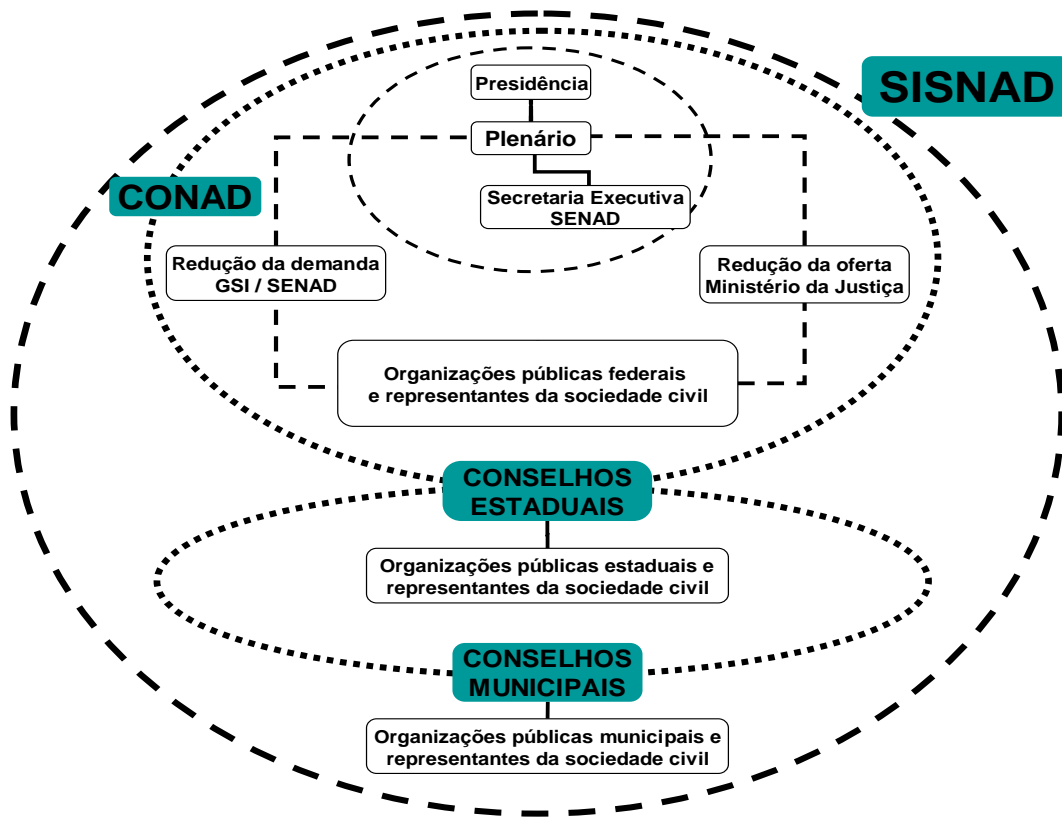 SISNAD
Presidência
Plenário
CONAD
Secretaria Executiva
SENAD
Redução da demanda
GSI / SENAD
Redução da oferta
Ministério da Justiça
Organizações públicas federais
e representantes da sociedade civil
CONSELHOS
ESTADUAIS
Organizações públicas estaduais e
representantes da sociedade civil
CONSELHOS
MUNICIPAIS
Organizações públicas municipais e
representantes da sociedade civil